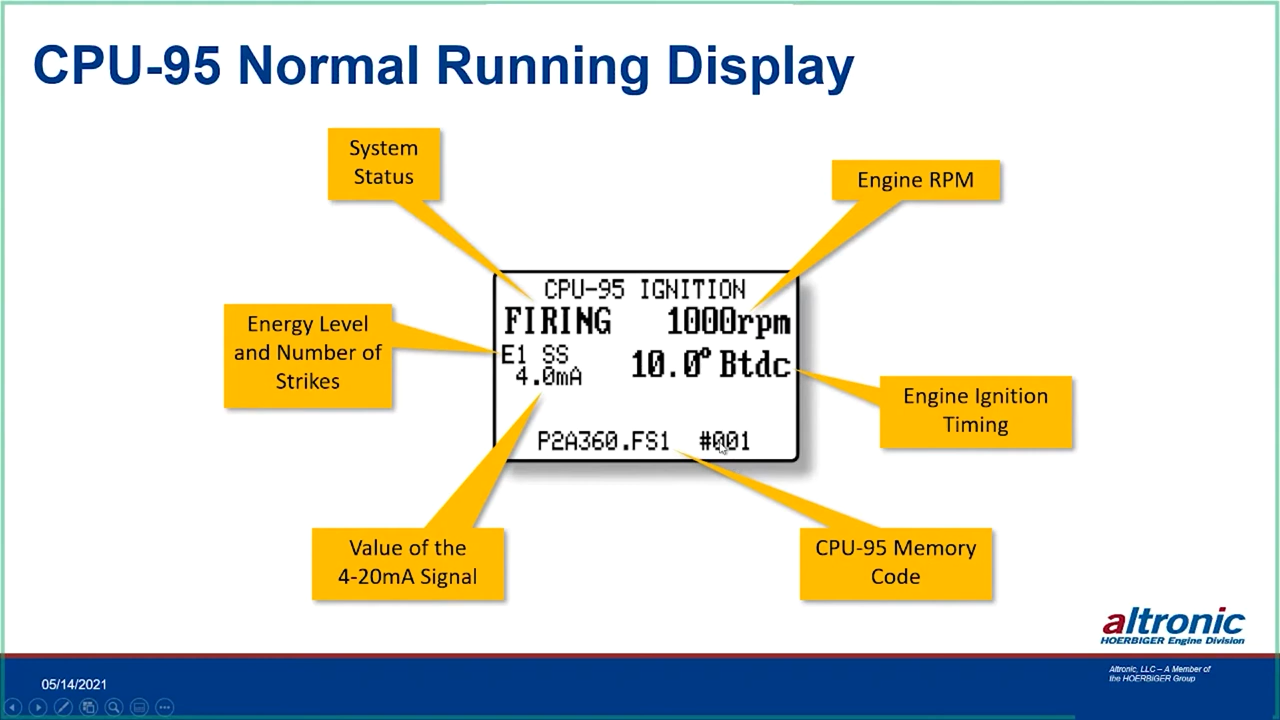 CPU-95 Normal Running Display
System
Status
Engine RPM
CPU-95 IGNITION
FIRING 1000rpm
Energy Level
and Number of
Strikes
E1 SS
10.0° Btdc
4.0mA
Engine Ignition
Timing
P2A360.FS1 #001
Value of the
4-20mA Signal
CPU-95 Memory
Code
altronic
HOERBIGER Engine Division
Altronic, LLC – A Member of
the HOERBIGER Group
05/14/2021